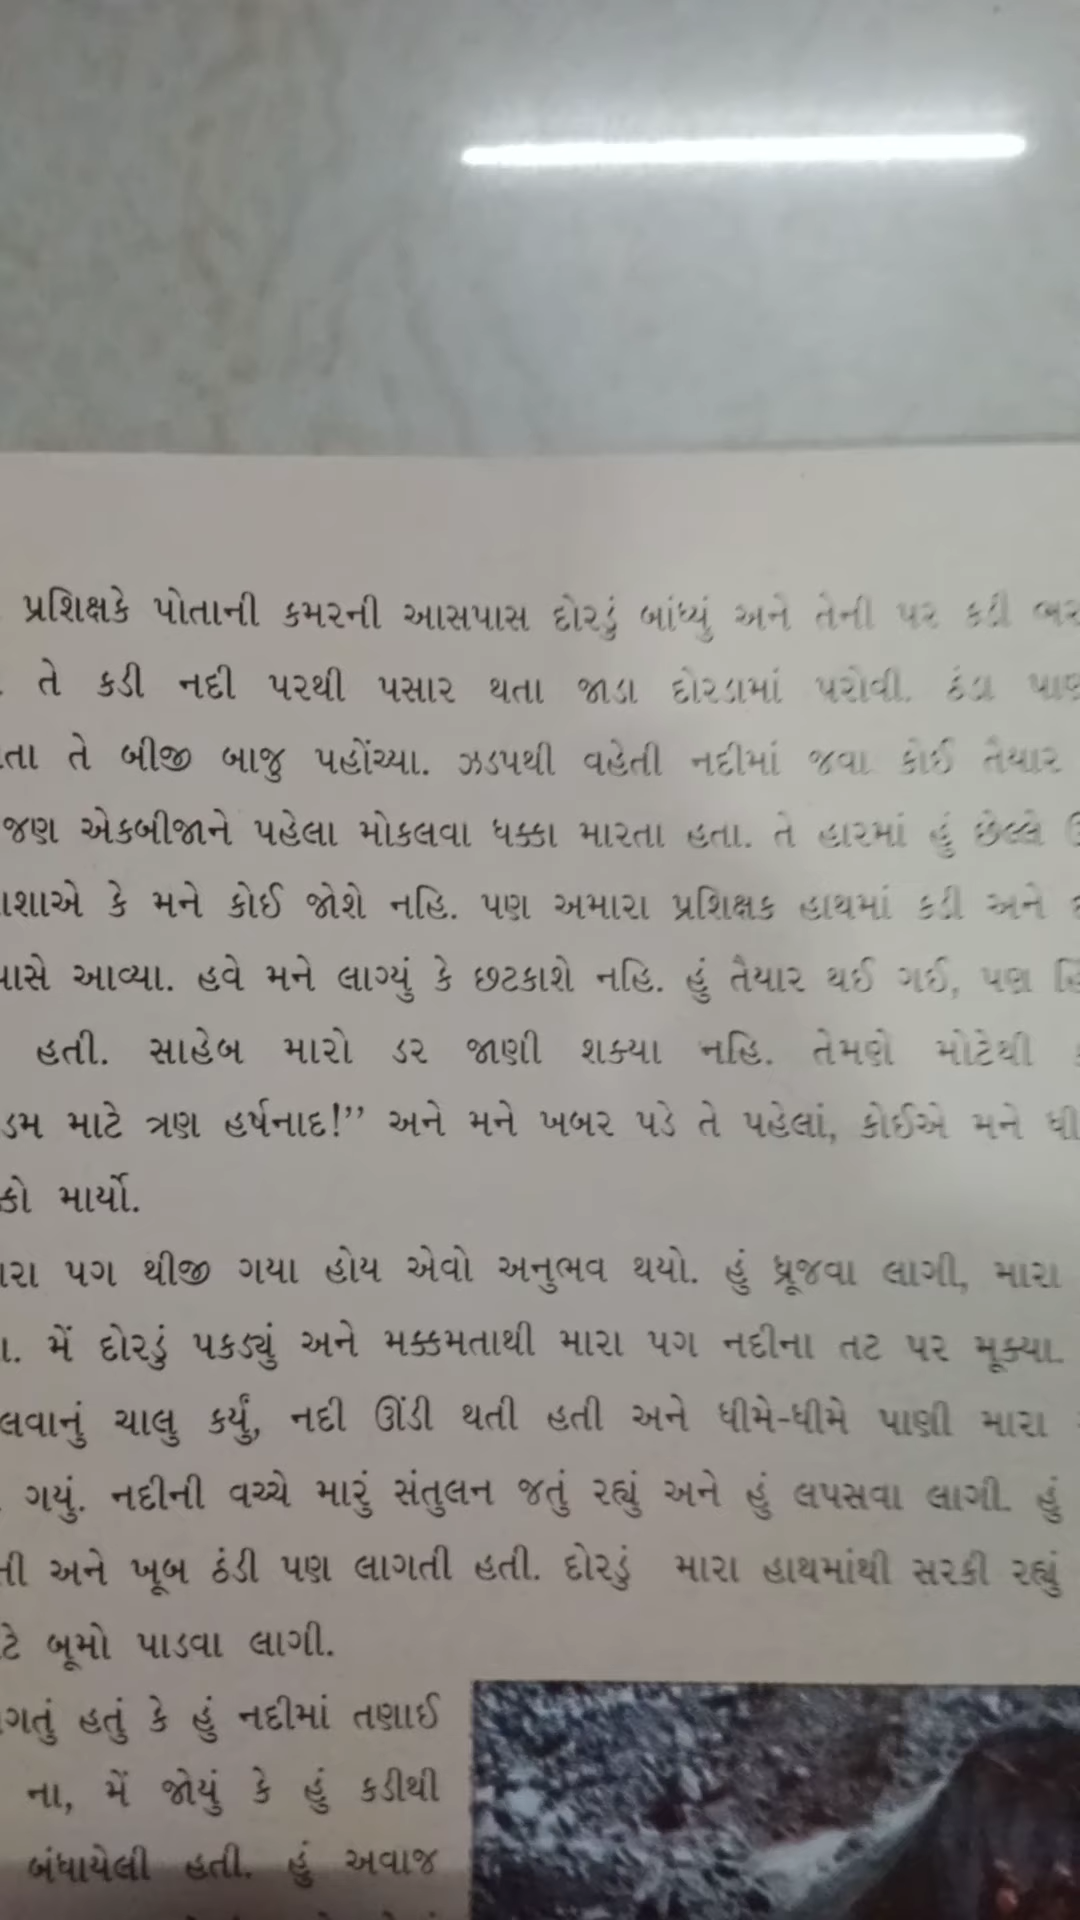 પ્રશિક્ષકે પોતાની કમરની આસપાસ દોરડું બાંધ્યું અને તેની પર કડી
તે કડી નદી પરથી પસાર થતા જાડા દોરડામાં પરોવી. ઠંડા
તે બીજી બાજુ પહોંચ્યા. ઝડપથી વહેતી નદીમાં જવા કોઈ તૈયાર
જણ એકબીજાને પહેલા મોકલવા ધક્કા મારતા હતા. તે હારમાં હું છેલ્લે
કે મને કોઈ જોશે નહિ. પણ અમારા પ્રશિક્ષક હાથમાં કડી અને
આવ્યા. હવે મને લાગ્યું કે છટકાશે નહિ. હું તૈયાર થઈ ગઈ, પણ
હતી. સાહેબ મારો ડર જાણી શક્યા નહિ. તેમણે મોટેથી
માટે ત્રણ હર્ષનાદ!” અને મને ખબર પડે તે પહેલાં, કોઈએ મને
માર્યો.
પગ થીજી ગયા હોય એવો અનુભવ થયો. હું ધ્રૂજવા લાગી, મારા
મેં દોરડું પકડ્યું અને મક્કમતાથી મારા પગ નદીના તટ પર મૂક્યા.
ચાલુ કર્યું, નદી ઊંડી થતી હતી અને ધીમે-ધીમે પાણી મારા
ગયું. નદીની વચ્ચે મારું સંતુલન જતું રહ્યું અને હું લપસવા લાગી. હું
અને ખૂબ ઠંડી પણ લાગતી હતી. દોરડું મારા હાથમાંથી સરકી રહ્યું
બૂમો પાડવા લાગી.
હતું કે હું નદીમાં તણાઈ
ના, મેં જોયું કે હું કડીથી
બંધાયેલી હતી. હું અવાજ